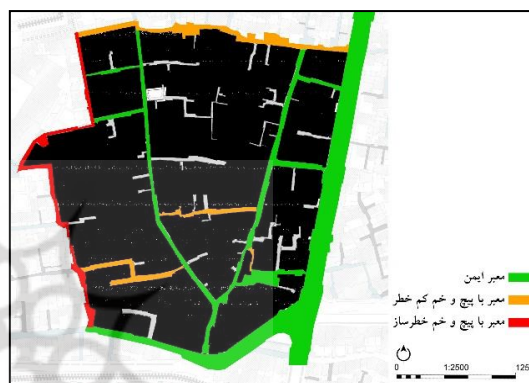 معبر ایمن
معبر با پیچ و خم کم خطر
معبر با پیچ و خم خطرساز
0 1:2500 125